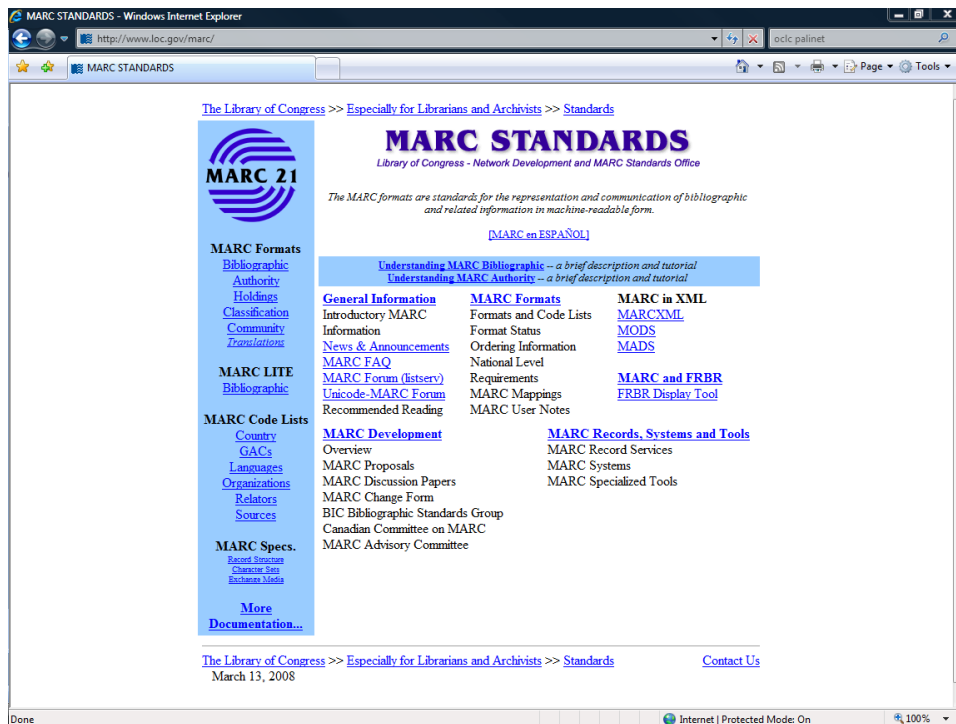 MARC STANDARDS - Windows Internet Explorer
http://www.loc.gov/marc/
oclc palinet
MARC STANDARDS
Page
Tools
The Library of Congress >> Especially for Librarians and Archivists >> Standards
MARC 21
MARC STANDARDS
Library of Congress - Network Development and MARC Standards Office
The MARC formats are standards for the representation and communication of bibliographic
and related information in machine-readable form.
[MARC en ESPAÑOL]
Understanding MARC Bibliographic -- a brief description and tutorial
Understanding MARC Authority -- a brief description and tutorial
MARC Formats
Bibliographic
Authority
Holdings
Classification
Community
Translations
MARC LITE
Bibliographic
MARC Code Lists
Country
GACs
Languages
Organizations
Relators
Sources
MARC Specs.
Record Structure
Character Sets
Exchange Media
More
Documentation...
General Information
Introductory MARC
Information
News & Announcements
MARC FAQ
MARC Forum (listserv)
Unicode-MARC Forum
Recommended Reading
MARC Formats
Formats and Code Lists
Format Status
Ordering Information
National Level
Requirements
MARC Mappings
MARC User Notes
MARC in XML
MARCXML
MODS
MADS
MARC and FRBR
FRBR Display Tool
MARC Development
Overview
MARC Proposals
MARC Discussion Papers
MARC Change Form
BIC Bibliographic Standards Group
Canadian Committee on MARC
MARC Advisory Committee
MARC Records, Systems and Tools
MARC Record Services
MARC Systems
MARC Specialized Tools
The Library of Congress >> Especially for Librarians and Archivists >> Standards
Contact Us
March 13, 2008
Done
Internet | Protected Mode: On
100%